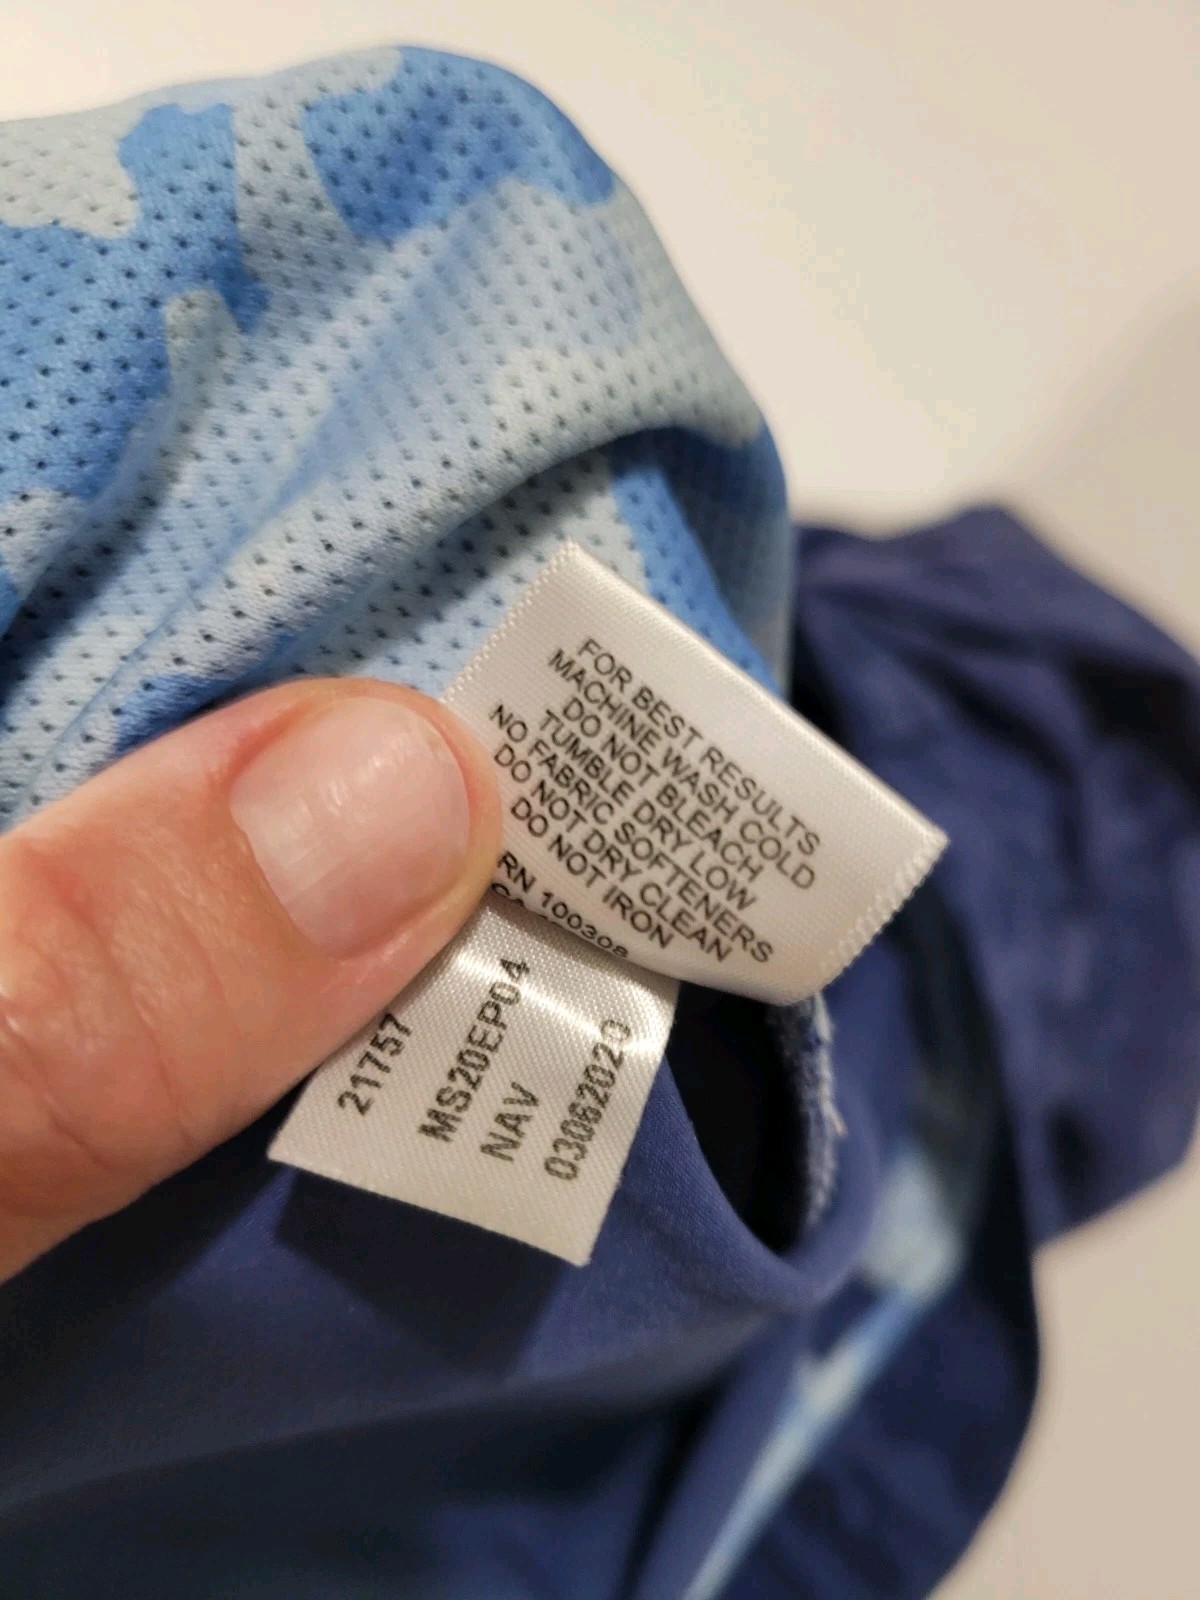 FOR BEST RESULTS
MACHINE WASH COLD
DO NOT BLEACH
TUMBLE DRY LOW
NO FABRIC SOFTENERS
DO NOT DRY CLEAN
DO NOT IRON
RN 100308
21757
MS20EP04
NAV
03062020